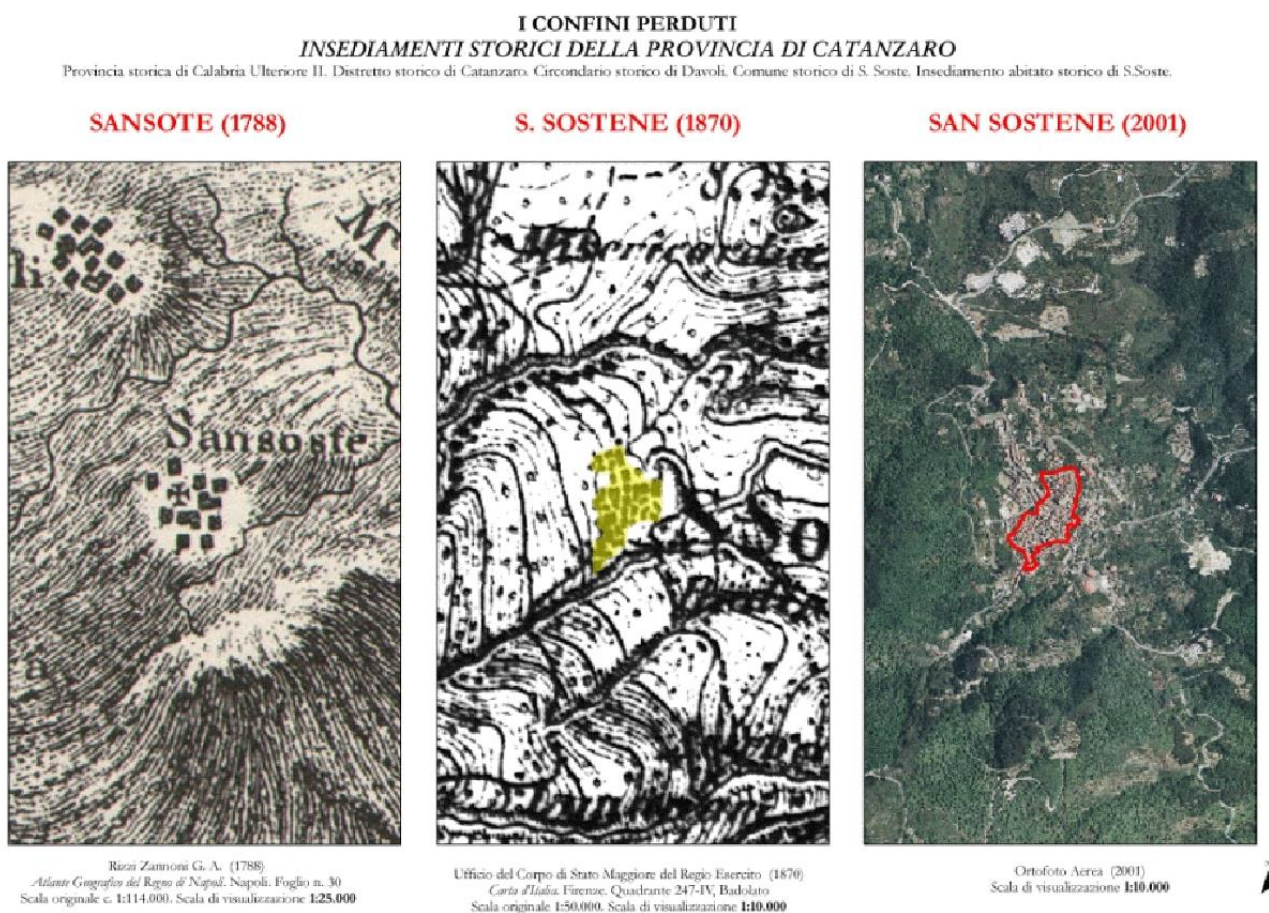 I CONFINI PERDUTI
INSEDIAMENTI STORICI DELLA PROVINCIA DI CATANZARO
Provincia storica di Calabria Ulteriore II. Distretto storico di Catanzaro. Circondario storico di Davoli. Comune storico di S. Soste. Insediamento abitato storico di S.Soste.
SANSOTE (1788)
li.
M
Sansoste
Rizzi Zannoni G. A. (1788)
Atlante Geografico del Regno di Napoli. Napoli. Foglio n. 30
Scala originale c. 1:114.000. Scala di visualizzazione 1:25.000
S. SOSTENE (1870)
Misericordia
Ufficio del Corpo di Stato Maggiore del Regio Esercito (1870)
Carta d'Italia. Firenze. Quadrante 247-IV, Badolato
Scala originale 1:50.000. Scala di visualizzazione 1:10.000
SAN SOSTENE (2001)
Ortofoto Aerea (2001)
Scala di visualizzazione 1:10.000